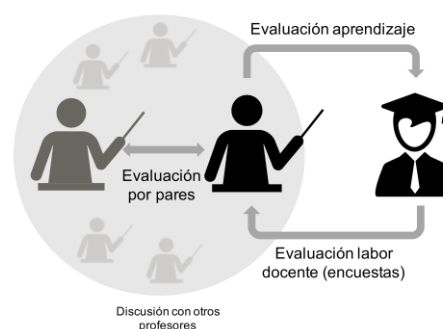 Evaluación aprendizaje
Evaluación
por pares
Evaluación labor
docente (encuestas)
Discusión con otros
profesores